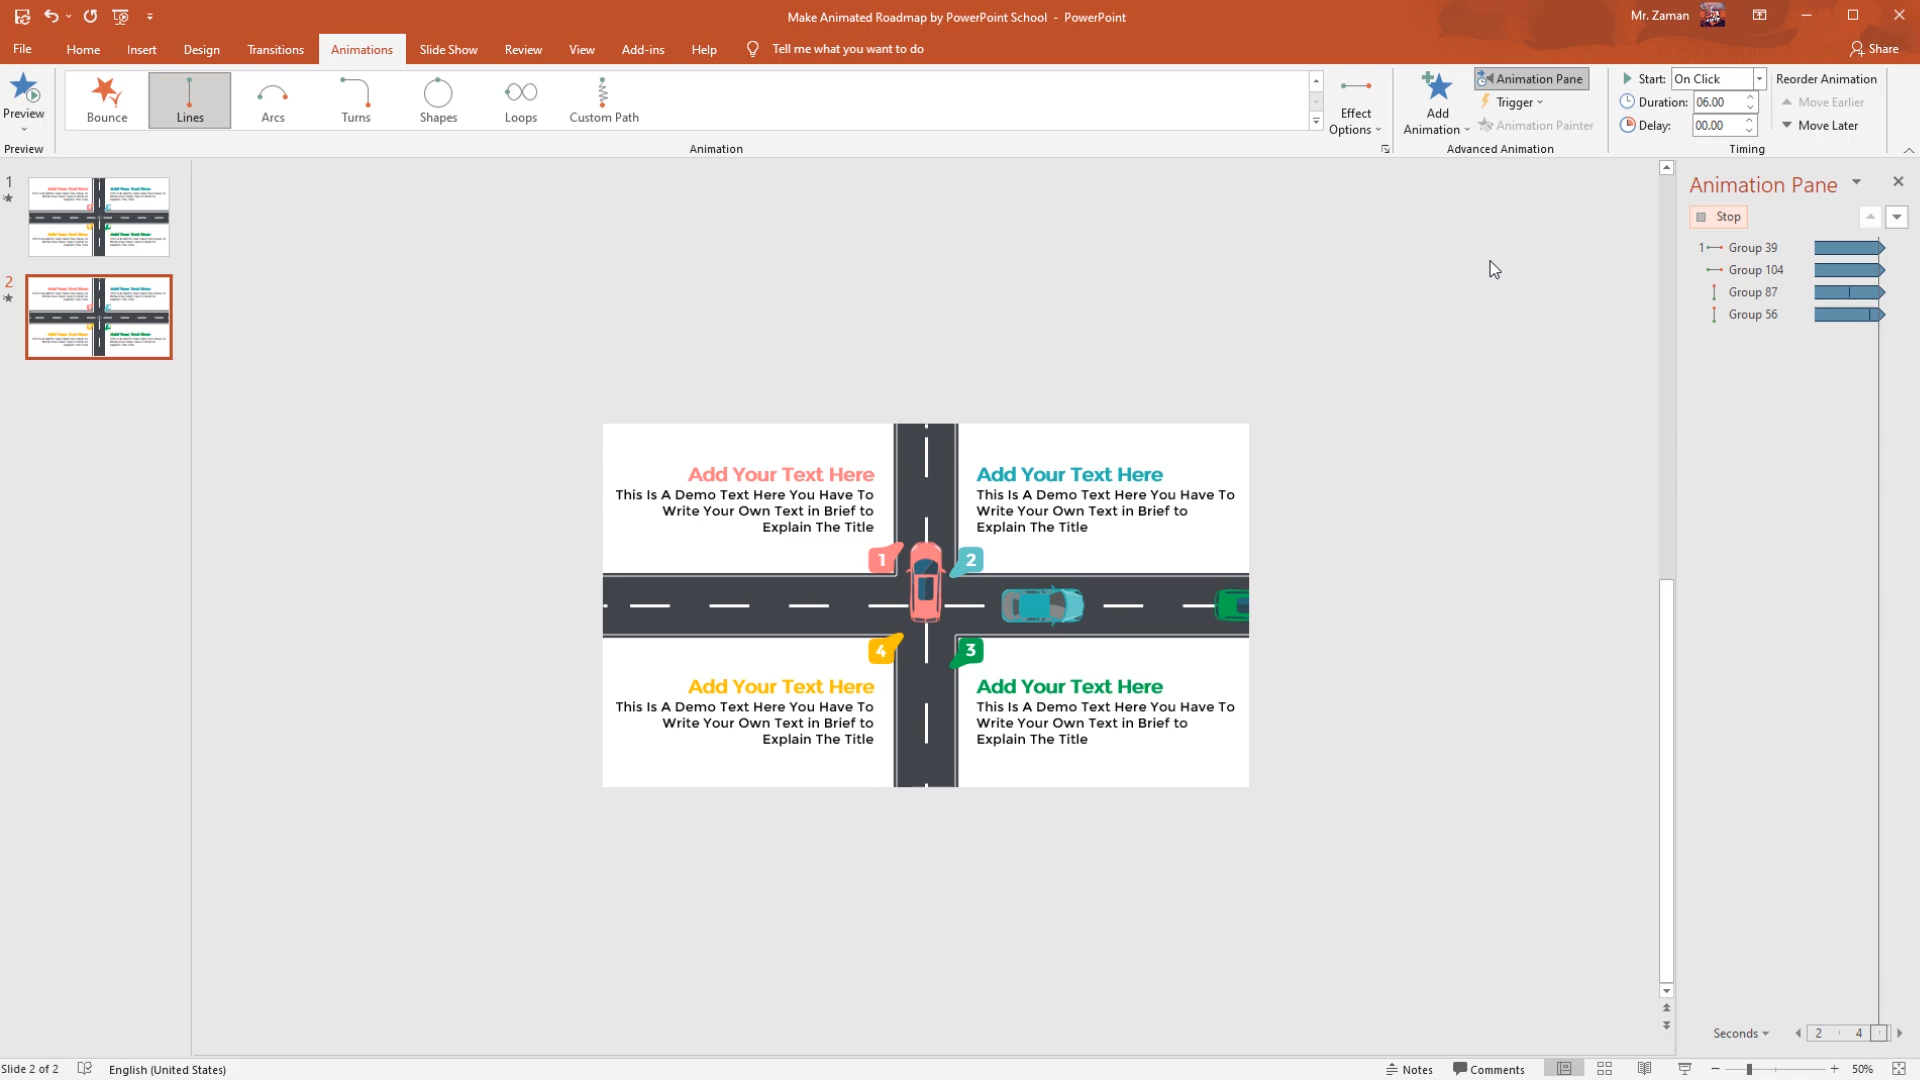 Make Animated Roadmap by PowerPoint School - PowerPoint
Mr. Zaman
File
Home
Insert
Design
Transitions
Animations
Slide Show
Review
View
Add-ins
Help
Tell me what you want to do
Share
Preview
Bounce
Lines
Arcs
Turns
Shapes
Loops
Custom Path
Effect
Options
Add
Animation
Animation Pane
Trigger
Animation Painter
Start: On Click
Duration: 06.00
Delay: 00.00
Reorder Animation
Move Earlier
Move Later
Preview
Animation
Advanced Animation
Timing
1
2
Add Your Text Here
This Is A Demo Text Here You Have To
Write Your Own Text in Brief to
Explain The Title
1
Add Your Text Here
This Is A Demo Text Here You Have To
Write Your Own Text in Brief to
Explain The Title
2
4
Add Your Text Here
This Is A Demo Text Here You Have To
Write Your Own Text in Brief to
Explain The Title
3
Add Your Text Here
This Is A Demo Text Here You Have To
Write Your Own Text in Brief to
Explain The Title
Animation Pane
Stop
1 Group 39
Group 104
Group 87
Group 56
Seconds 2 4
Slide 2 of 2
English (United States)
Notes
Comments
50%